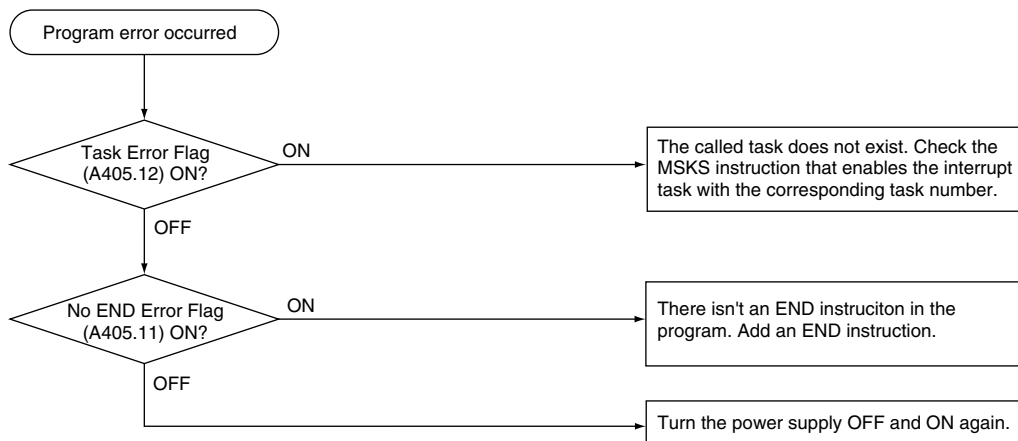 Program error occurred
Task Error Flag
(A405.12) ON?
ON
The called task does not exist. Check the
MSKS instruction that enables the interrupt
task with the corresponding task number.
OFF
No END Error Flag
(A405.11) ON?
ON
There isn't an END instruciton in the
program. Add an END instruction.
OFF
Turn the power supply OFF and ON again.